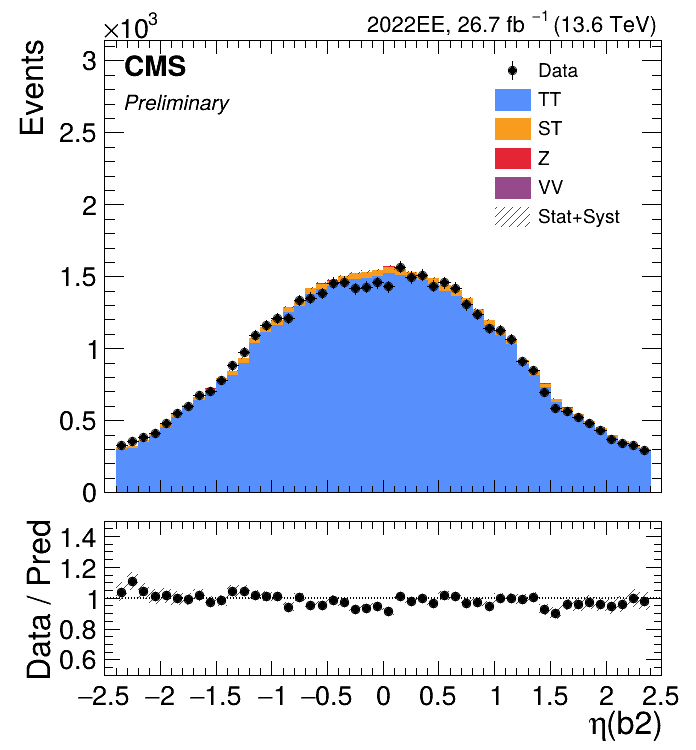 ×10³
2022EE, 26.7 fb⁻¹ (13.6 TeV)
CMS
Preliminary
Events
Data
TT
ST
Z
VV
Stat+Syst
3
2.5
2
1.5
1
0.5
0
Data / Pred
1.4
1.2
1
0.8
0.6
−2.5 −2 −1.5 −1 −0.5 0 0.5 1 1.5 2 2.5
η(b2)